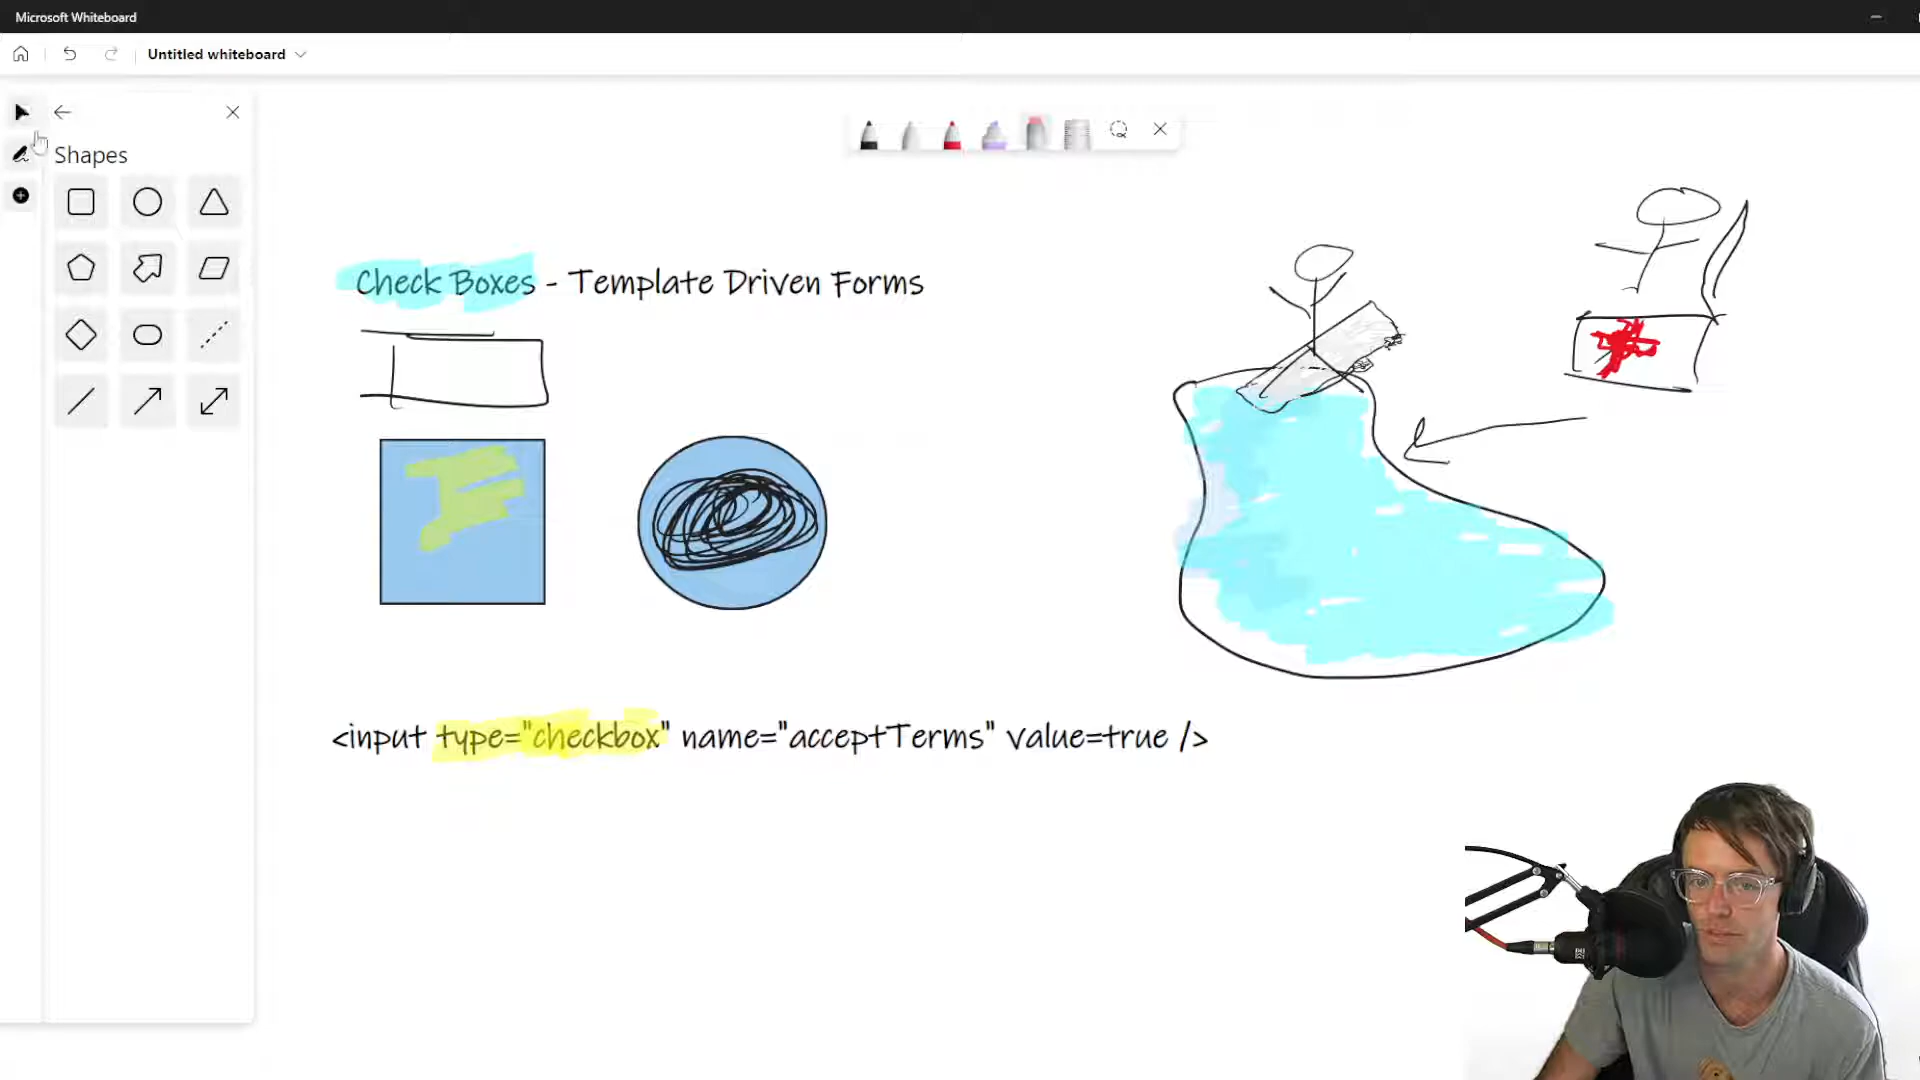 Microsoft Whiteboard
Untitled whiteboard
Shapes
Check Boxes - Template Driven Forms
<input type="checkbox" name="acceptTerms" value=true />